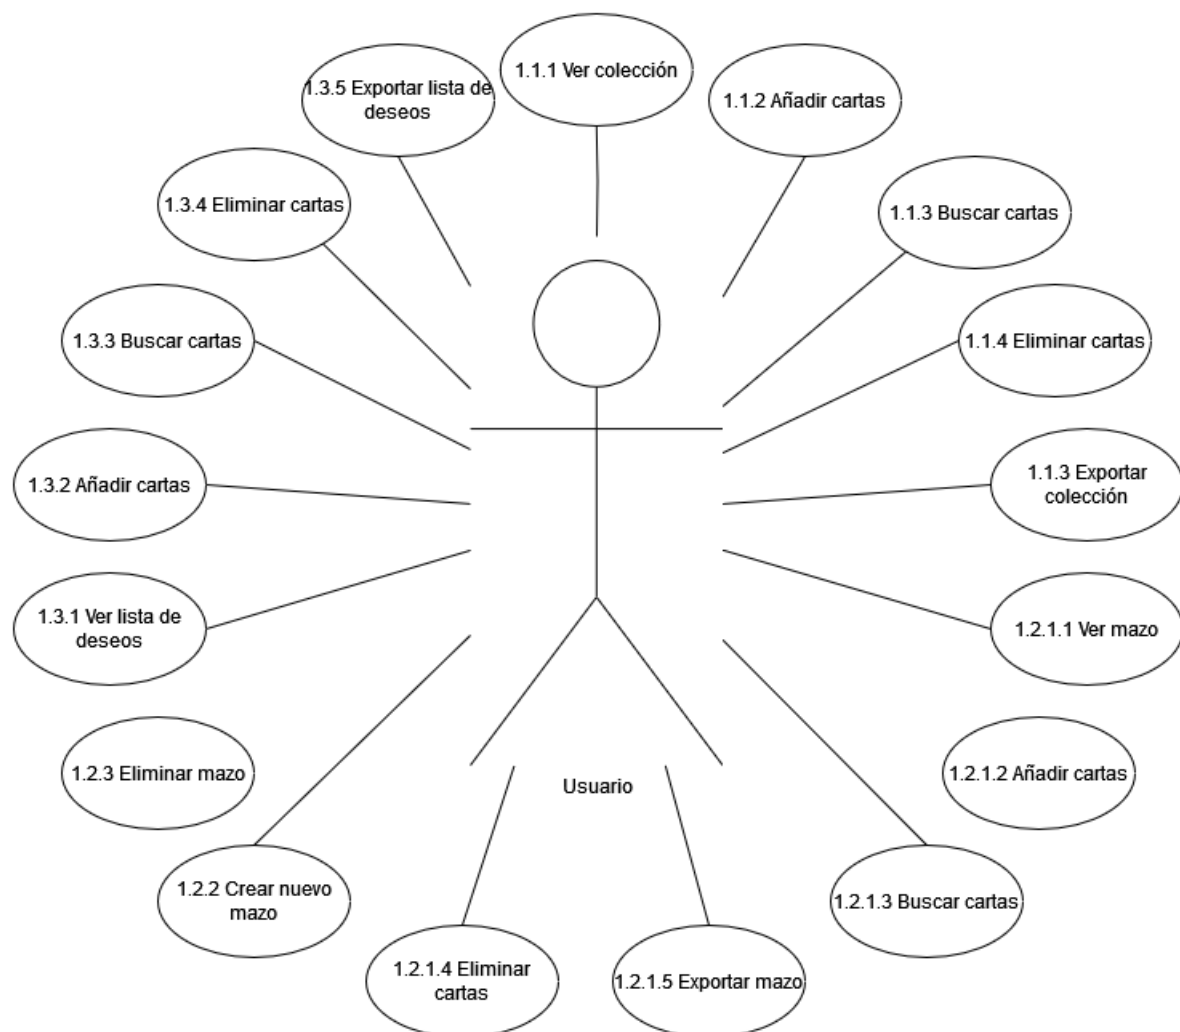 1.1.1 Ver colección
1.3.5 Exportar lista de
deseos
1.1.2 Añadir cartas
1.3.4 Eliminar cartas
1.1.3 Buscar cartas
1.3.3 Buscar cartas
1.1.4 Eliminar cartas
1.3.2 Añadir cartas
1.1.3 Exportar
colección
1.3.1 Ver lista de
deseos
1.2.1.1 Ver mazo
1.2.3 Eliminar mazo
1.2.1.2 Añadir cartas
Usuario
1.2.2 Crear nuevo
mazo
1.2.1.3 Buscar cartas
1.2.1.4 Eliminar
cartas
1.2.1.5 Exportar mazo